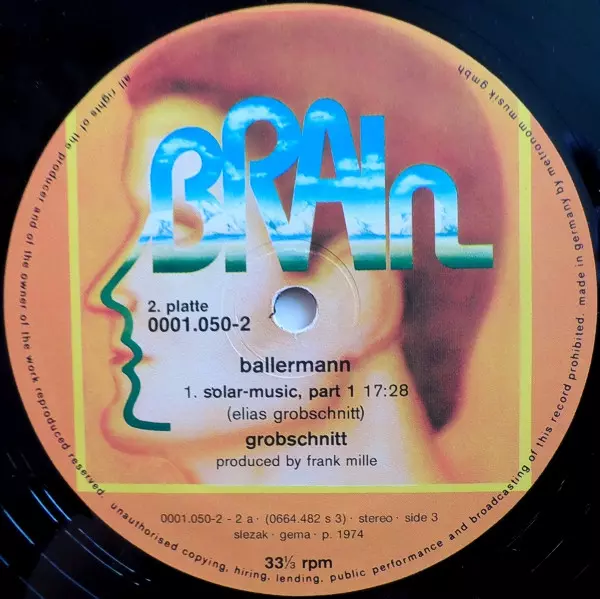 BRAIN
2. platte
0001.050-2
ballermann
1. solar-music, part 1 17:28
(elias grobschnitt)
grobschnitt
produced by frank mille
0001.050-2 - 2 a · (0664.482 s 3) · stereo · side 3
slezak · gema · p. 1974
33⅓ rpm
all rights of the producer and of the owner of the work reproduced reserved. unauthorised copying, hiring, lending, public performance and broadcasting of this record prohibited. made in germany by metronom musik gmbh